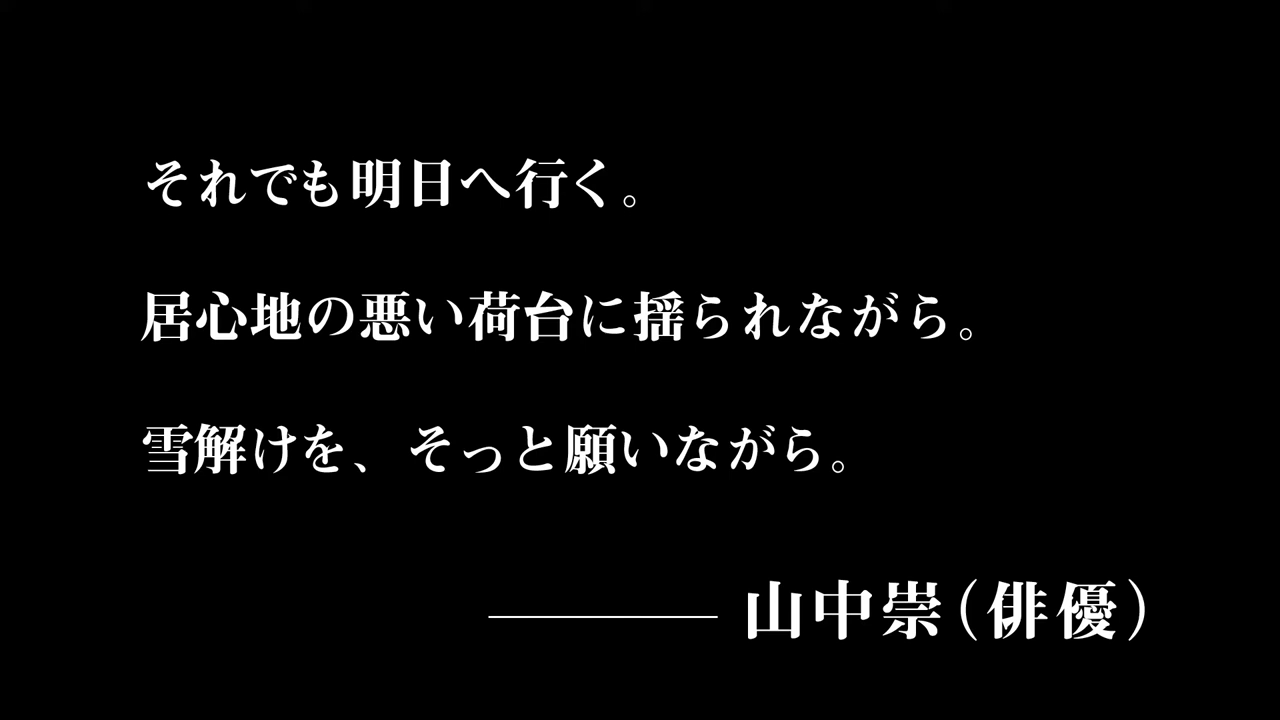 それでも明日へ行く。
居心地の悪い荷台に揺られながら。
雪解けを、そっと願いながら。
———— 山中崇（俳優）